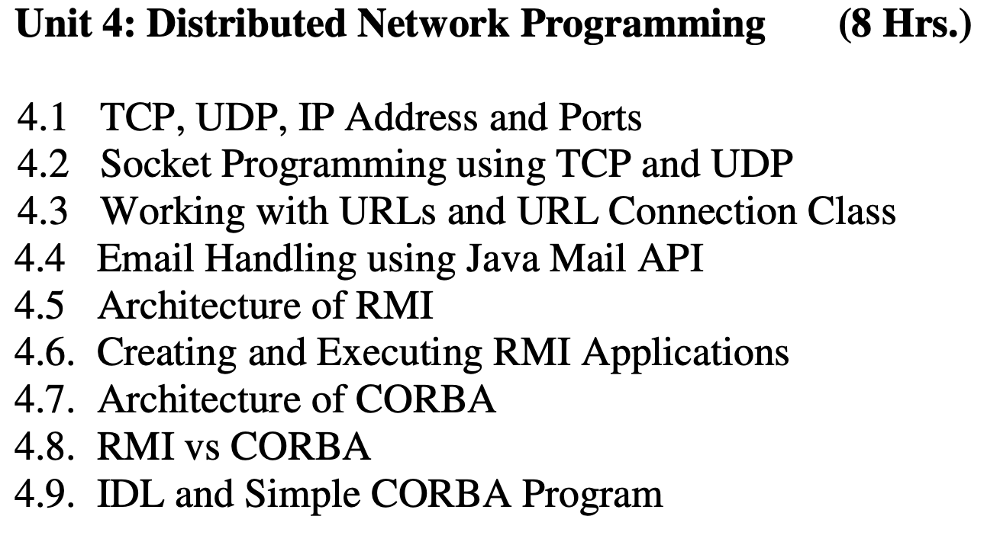 Unit 4: Distributed Network Programming (8 Hrs.)
4.1 TCP, UDP, IP Address and Ports
4.2 Socket Programming using TCP and UDP
4.3 Working with URLs and URL Connection Class
4.4 Email Handling using Java Mail API
4.5 Architecture of RMI
4.6. Creating and Executing RMI Applications
4.7. Architecture of CORBA
4.8. RMI vs CORBA
4.9. IDL and Simple CORBA Program